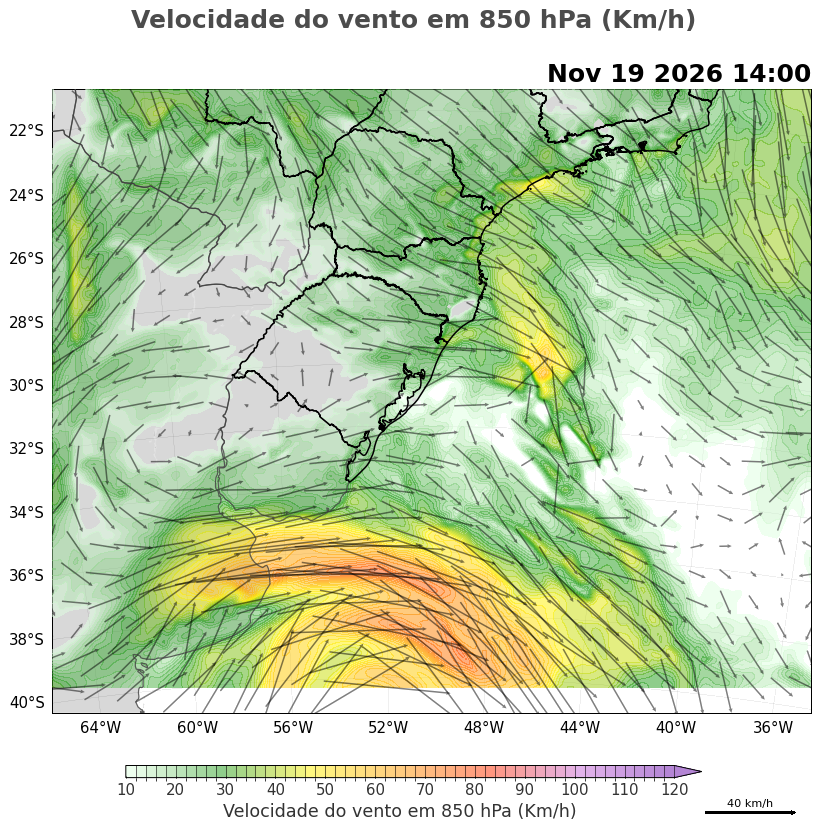 Velocidade do vento em 850 hPa (Km/h)
Nov 19 2026 14:00
22°S
24°S
26°S
28°S
30°S
32°S
34°S
36°S
38°S
40°S
64°W 60°W 56°W 52°W 48°W 44°W 40°W 36°W
10 20 30 40 50 60 70 80 90 100 110 120
Velocidade do vento em 850 hPa (Km/h)
40 km/h